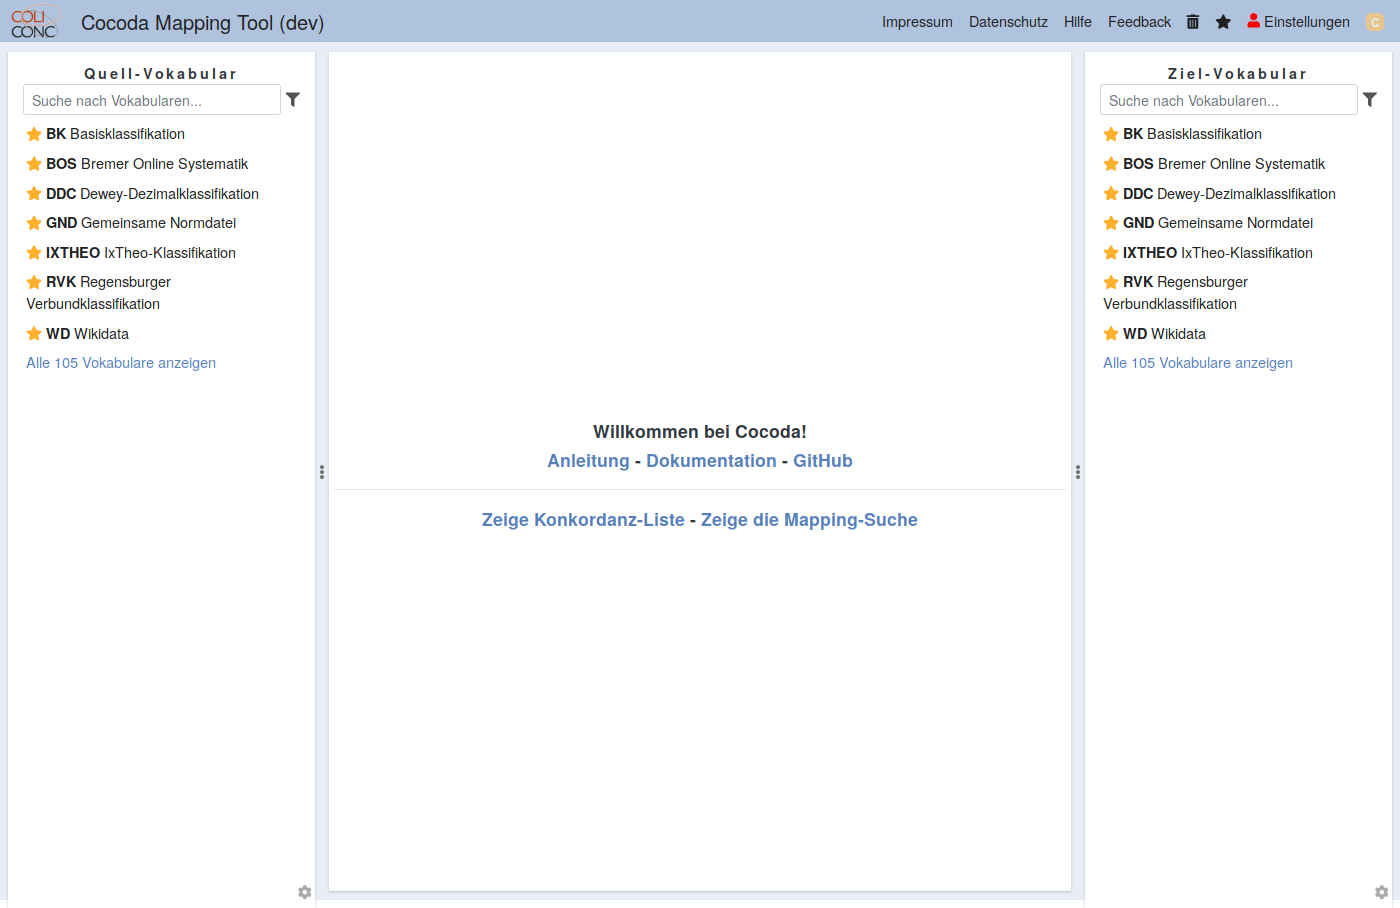 COLI
CONC
Cocoda Mapping Tool (dev)
Impressum
Datenschutz
Hilfe
Feedback
Einstellungen
C
Quell-Vokabular
Suche nach Vokabularen...
BK Basisklassifikation
BOS Bremer Online Systematik
DDC Dewey-Dezimalklassifikation
GND Gemeinsame Normdatei
IXTHEO IxTheo-Klassifikation
RVK Regensburger
Verbundklassifikation
WD Wikidata
Alle 105 Vokabulare anzeigen
Willkommen bei Cocoda!
Anleitung - Dokumentation - GitHub
Zeige Konkordanz-Liste - Zeige die Mapping-Suche
Ziel-Vokabular
Suche nach Vokabularen...
BK Basisklassifikation
BOS Bremer Online Systematik
DDC Dewey-Dezimalklassifikation
GND Gemeinsame Normdatei
IXTHEO IxTheo-Klassifikation
RVK Regensburger
Verbundklassifikation
WD Wikidata
Alle 105 Vokabulare anzeigen